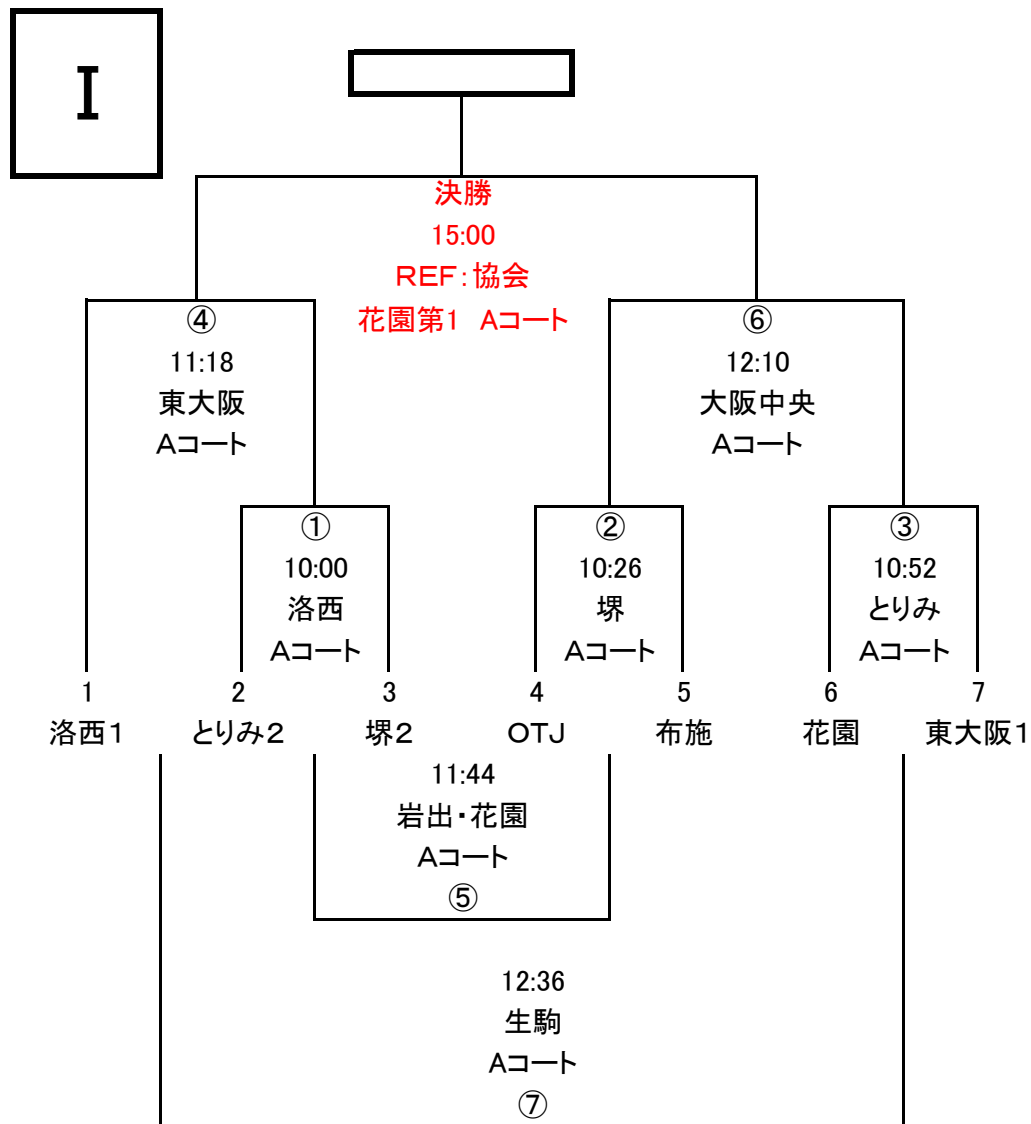 I
決勝
15:00
REF:協会
花園第1 Aコート
④
11:18
東大阪
Aコート
⑥
12:10
大阪中央
Aコート
①
10:00
洛西
Aコート
②
10:26
堺
Aコート
③
10:52
とりみ
Aコート
1 2 3 4 5 6 7
洛西1 とりみ2 堺2 OTJ 布施 花園 東大阪1
11:44
岩出・花園
Aコート
⑤
12:36
生駒
Aコート
⑦